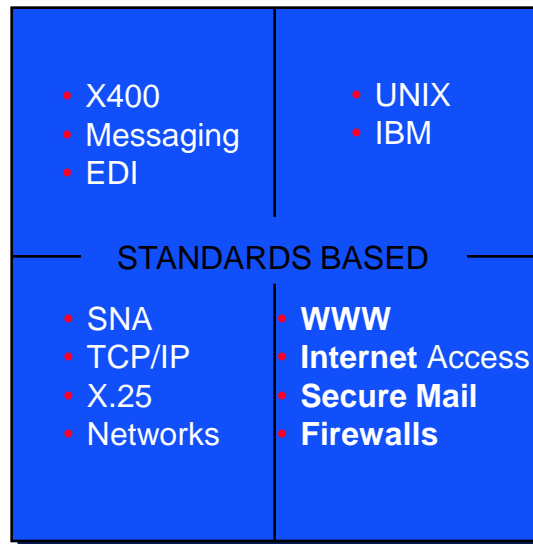 • X400
• Messaging
• EDI
• UNIX
• IBM
STANDARDS BASED
• SNA
• TCP/IP
• X.25
• Networks
• WWW
• Internet Access
• Secure Mail
• Firewalls